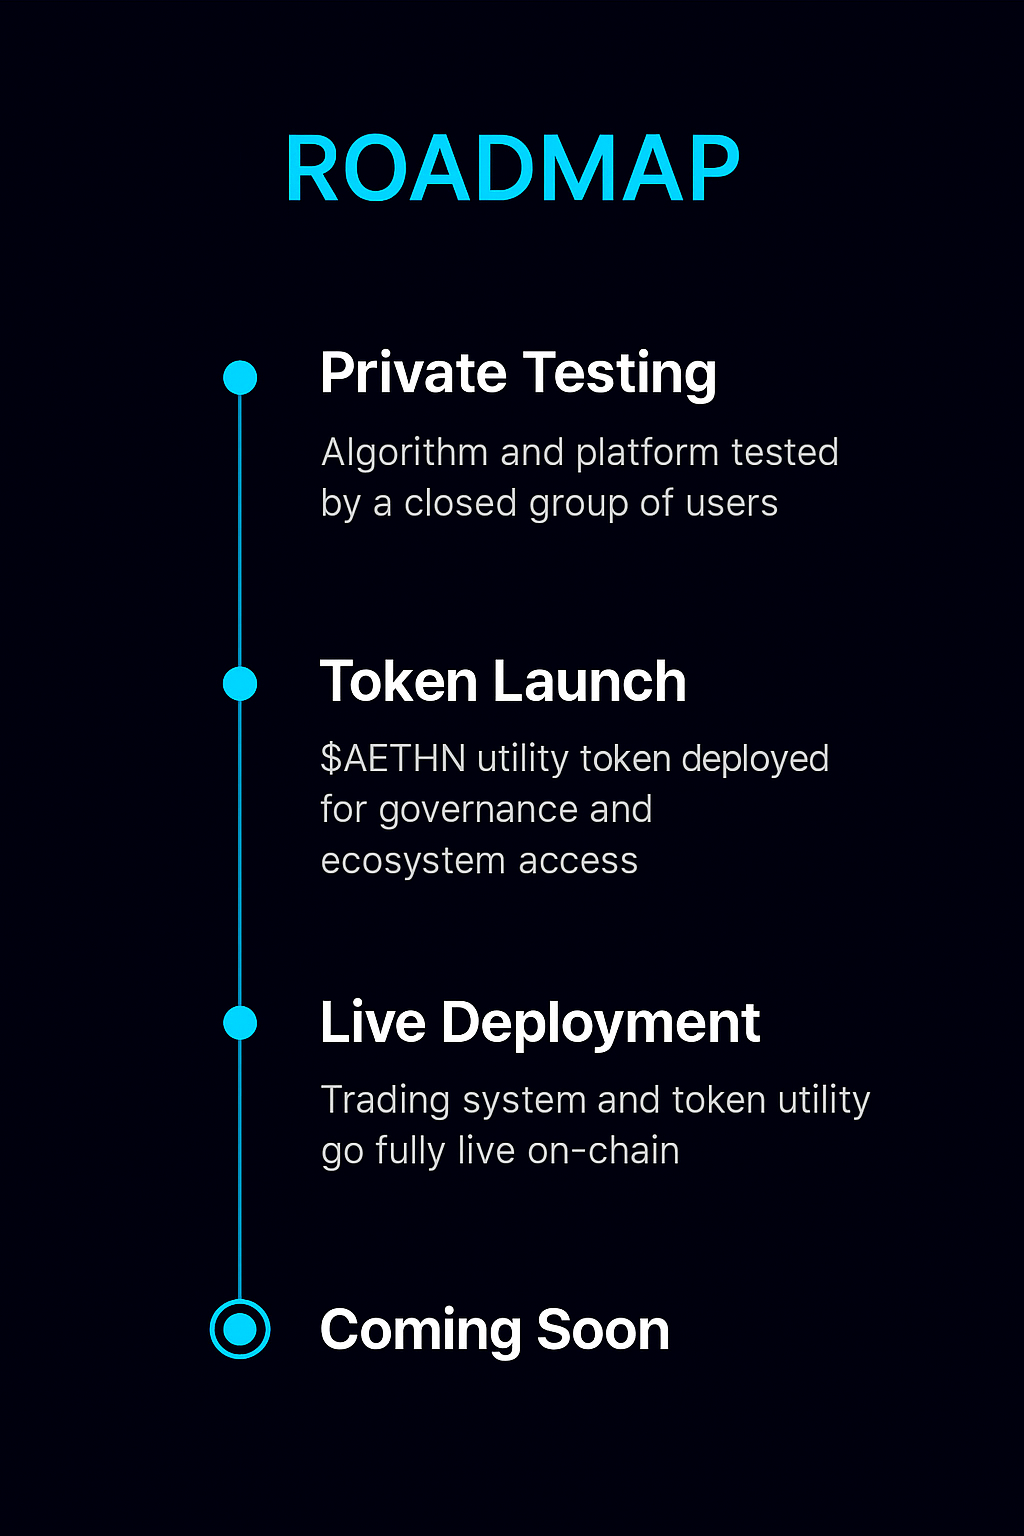 ROADMAP
Private Testing
Algorithm and platform tested
by a closed group of users
Token Launch
$AETHN utility token deployed
for governance and
ecosystem access
Live Deployment
Trading system and token utility
go fully live on-chain
Coming Soon